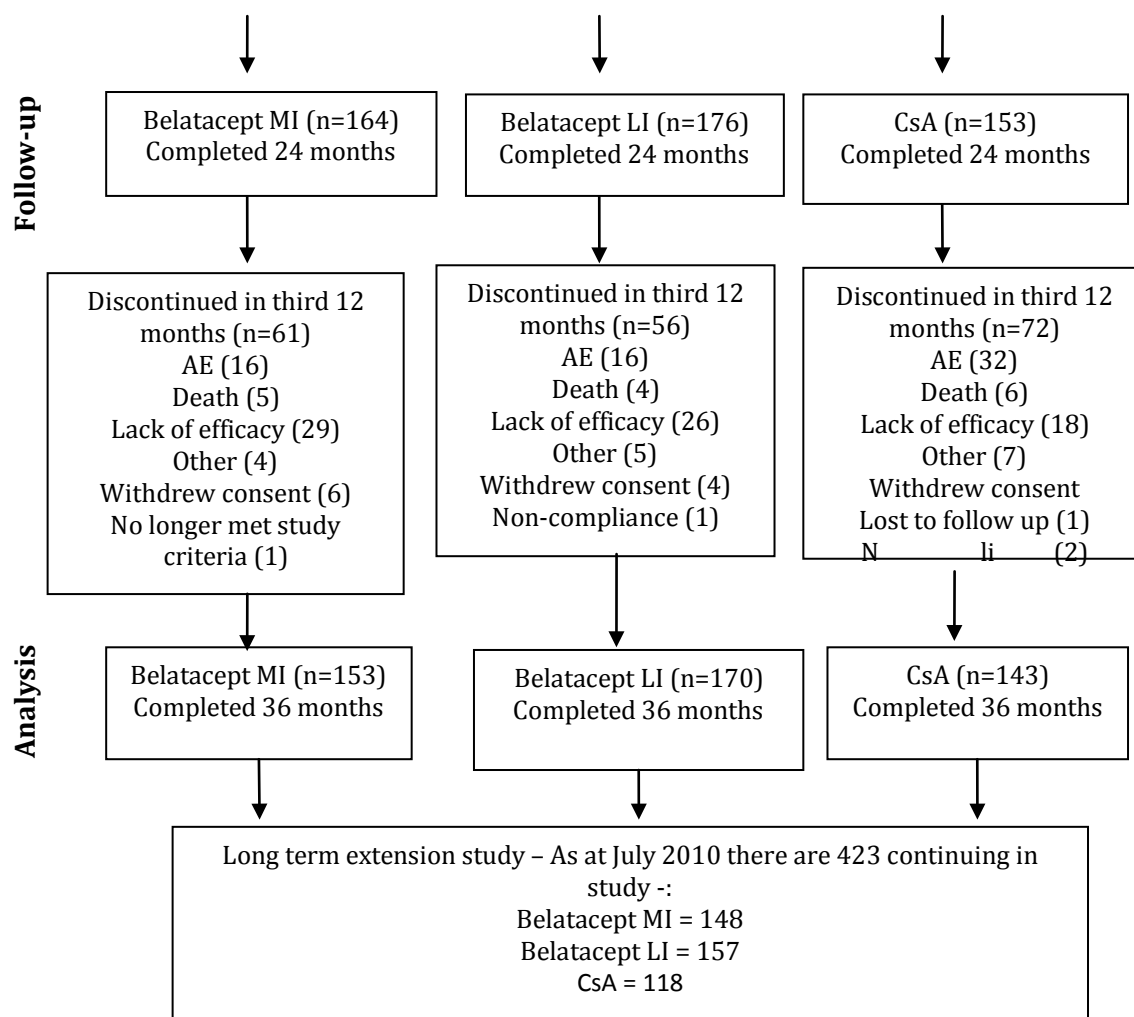 Follow-up
Belatacept MI (n=164)
Completed 24 months
Belatacept LI (n=176)
Completed 24 months
CsA (n=153)
Completed 24 months
Discontinued in third 12
months (n=61)
AE (16)
Death (5)
Lack of efficacy (29)
Other (4)
Withdrew consent (6)
No longer met study
criteria (1)
Discontinued in third 12
months (n=56)
AE (16)
Death (4)
Lack of efficacy (26)
Other (5)
Withdrew consent (4)
Non-compliance (1)
Discontinued in third 12
months (n=72)
AE (32)
Death (6)
Lack of efficacy (18)
Other (7)
Withdrew consent
Lost to follow up (1)
N li (2)
Analysis
Belatacept MI (n=153)
Completed 36 months
Belatacept LI (n=170)
Completed 36 months
CsA (n=143)
Completed 36 months
Long term extension study – As at July 2010 there are 423 continuing in
study -:
Belatacept MI = 148
Belatacept LI = 157
CsA = 118